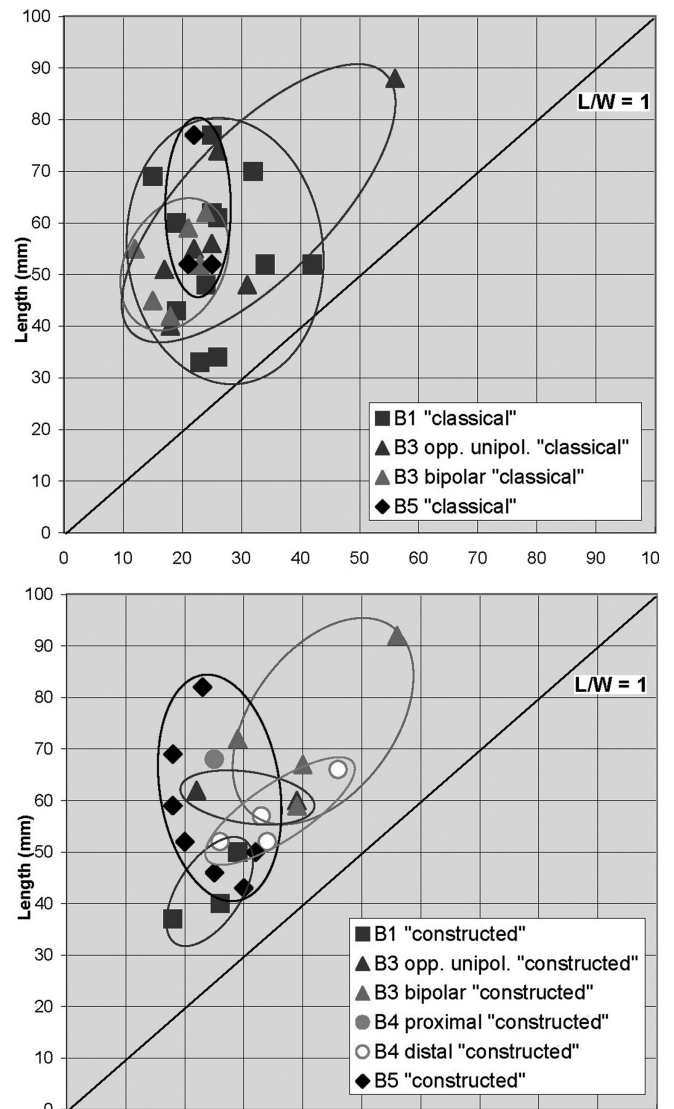 100
90
L/W = 1
80
70
60
50
40
30
20
10
0
Length (mm)
B1 "classical"
B3 opp. unipol. "classical"
B3 bipolar "classical"
B5 "classical"
0 10 20 30 40 50 60 70 80 90 10
100
90
L/W = 1
80
70
60
50
40
30
20
10
Length (mm)
B1 "constructed"
B3 opp. unipol. "constructed"
B3 bipolar "constructed"
B4 proximal "constructed"
B4 distal "constructed"
B5 "constructed"